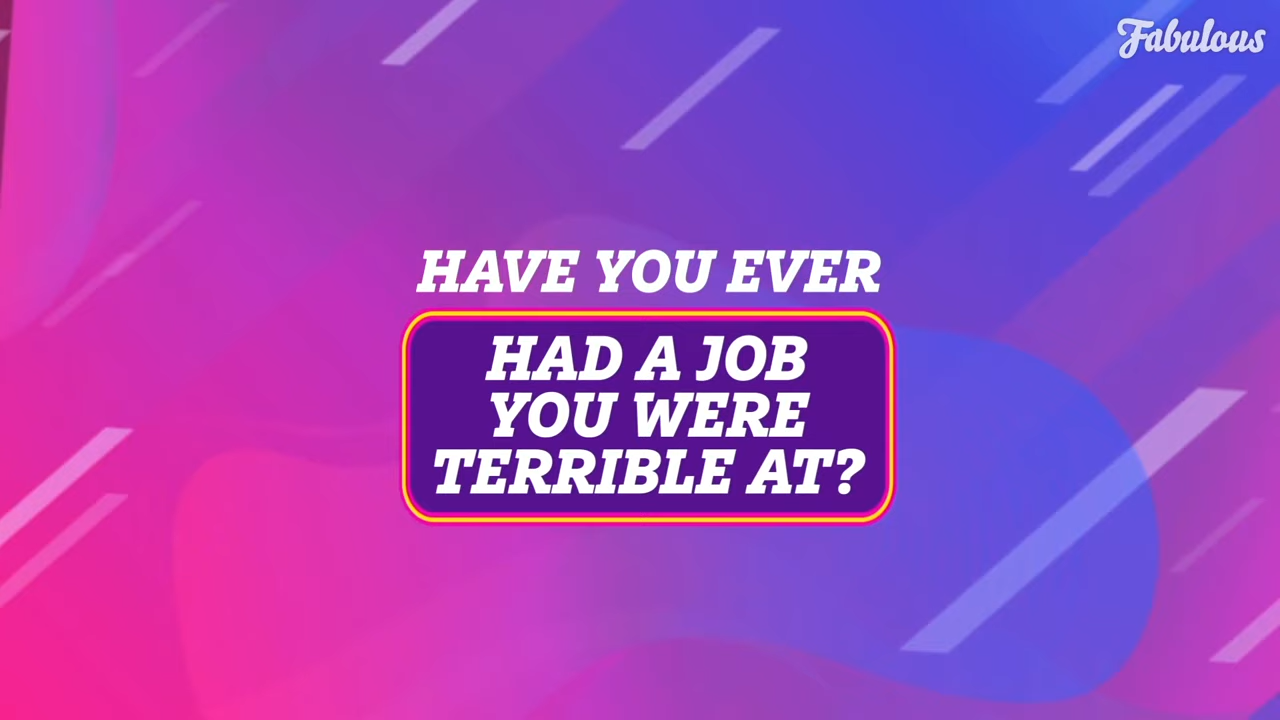 Fabulous
HAVE YOU EVER
HAD A JOB
YOU WERE
TERRIBLE AT?